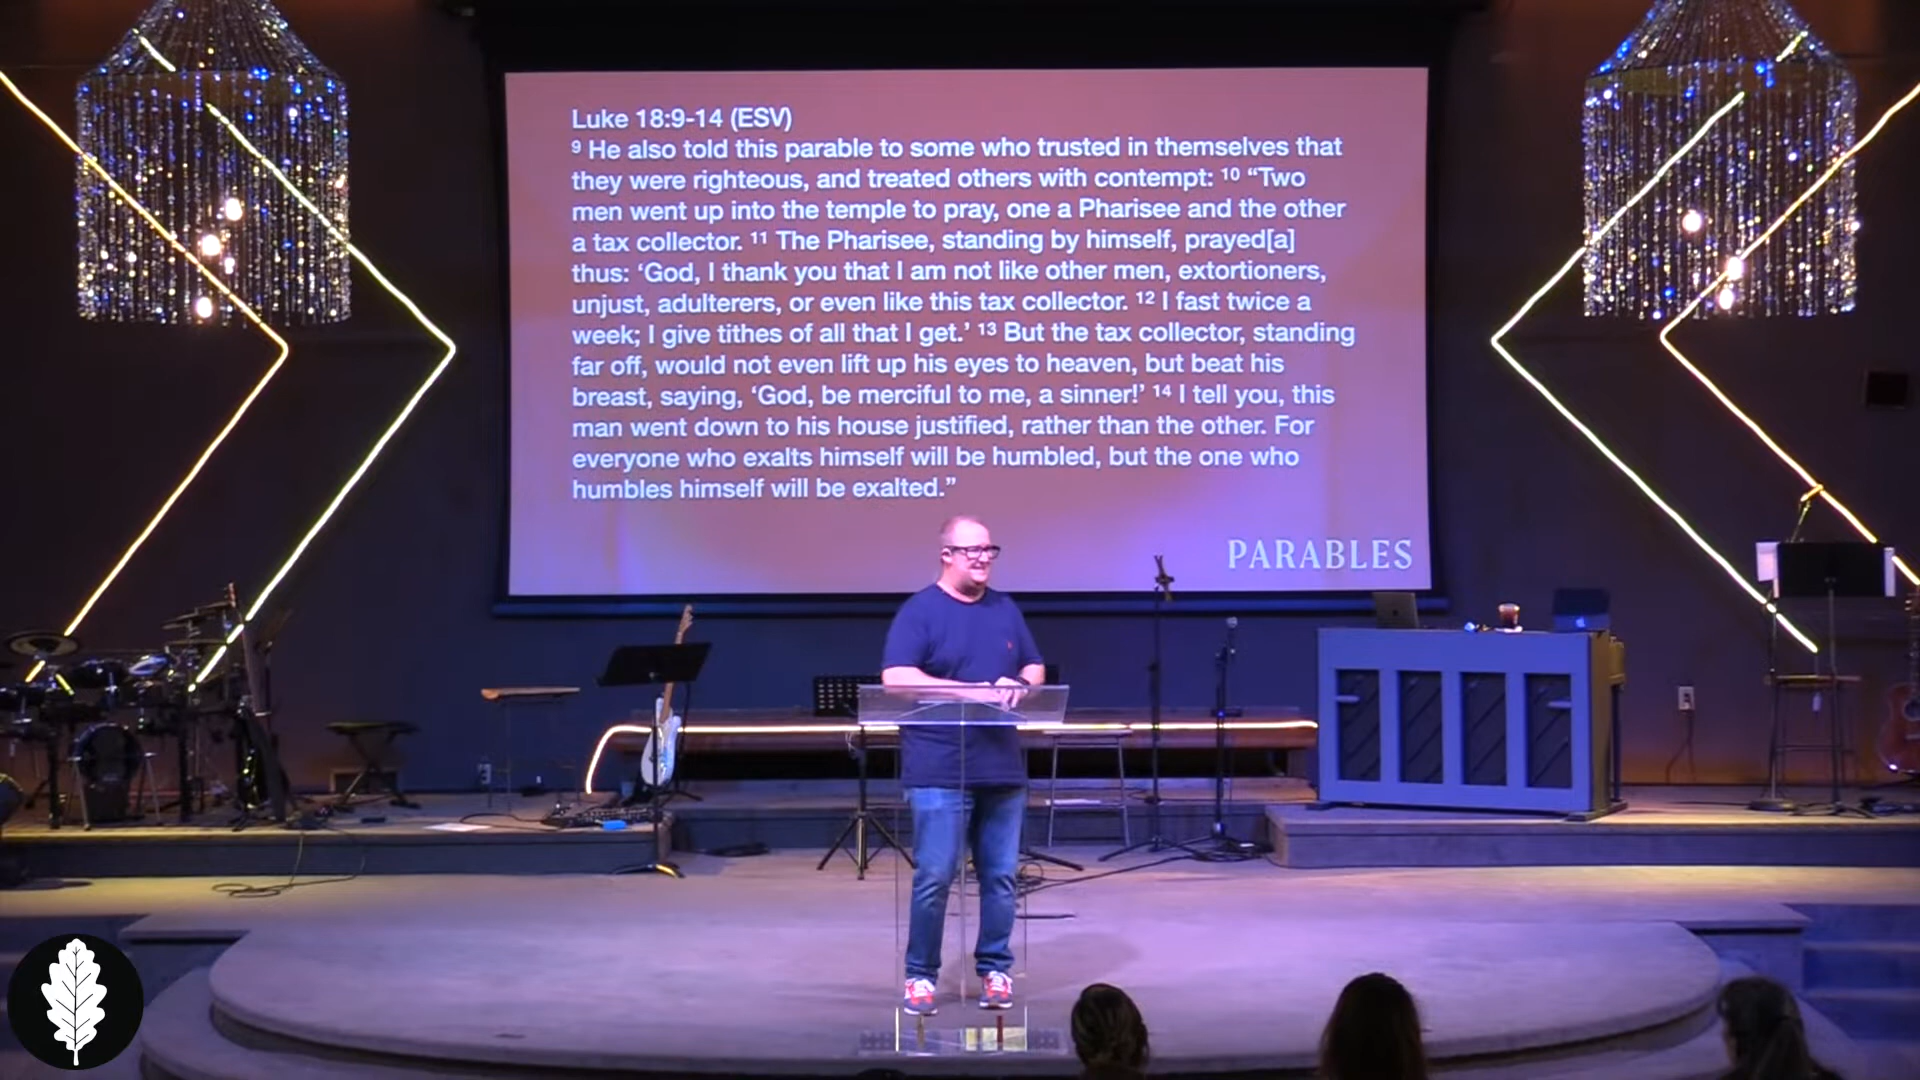 Luke 18:9-14 (ESV)
⁹ He also told this parable to some who trusted in themselves that
they were righteous, and treated others with contempt: ¹⁰ “Two
men went up into the temple to pray, one a Pharisee and the other
a tax collector. ¹¹ The Pharisee, standing by himself, prayed[a]
thus: ‘God, I thank you that I am not like other men, extortioners,
unjust, adulterers, or even like this tax collector. ¹² I fast twice a
week; I give tithes of all that I get.’ ¹³ But the tax collector, standing
far off, would not even lift up his eyes to heaven, but beat his
breast, saying, ‘God, be merciful to me, a sinner!’ ¹⁴ I tell you, this
man went down to his house justified, rather than the other. For
everyone who exalts himself will be humbled, but the one who
humbles himself will be exalted.”
PARABLES